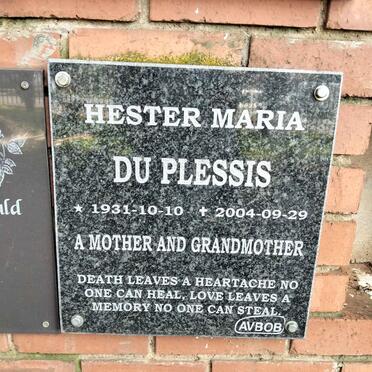 HESTER MARIA
DU PLESSIS
★ 1931-10-10 ✝ 2004-09-29
A MOTHER AND GRANDMOTHER
DEATH LEAVES A HEARTACHE NO
ONE CAN HEAL, LOVE LEAVES A
MEMORY NO ONE CAN STEAL.
AVBOB